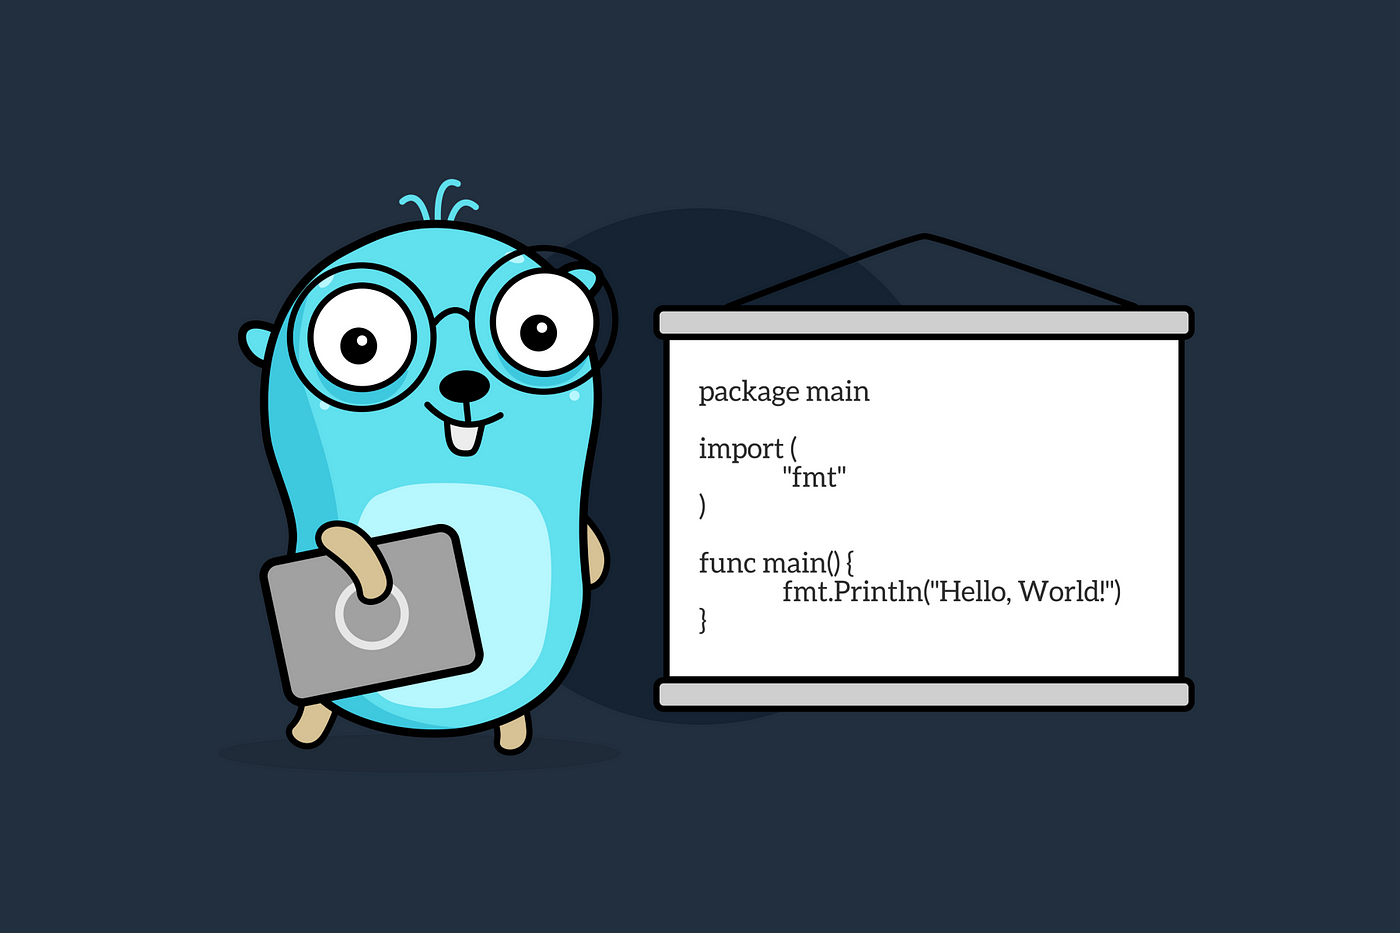 package main
import (
"fmt"
)
func main() {
fmt.Println("Hello, World!")
}